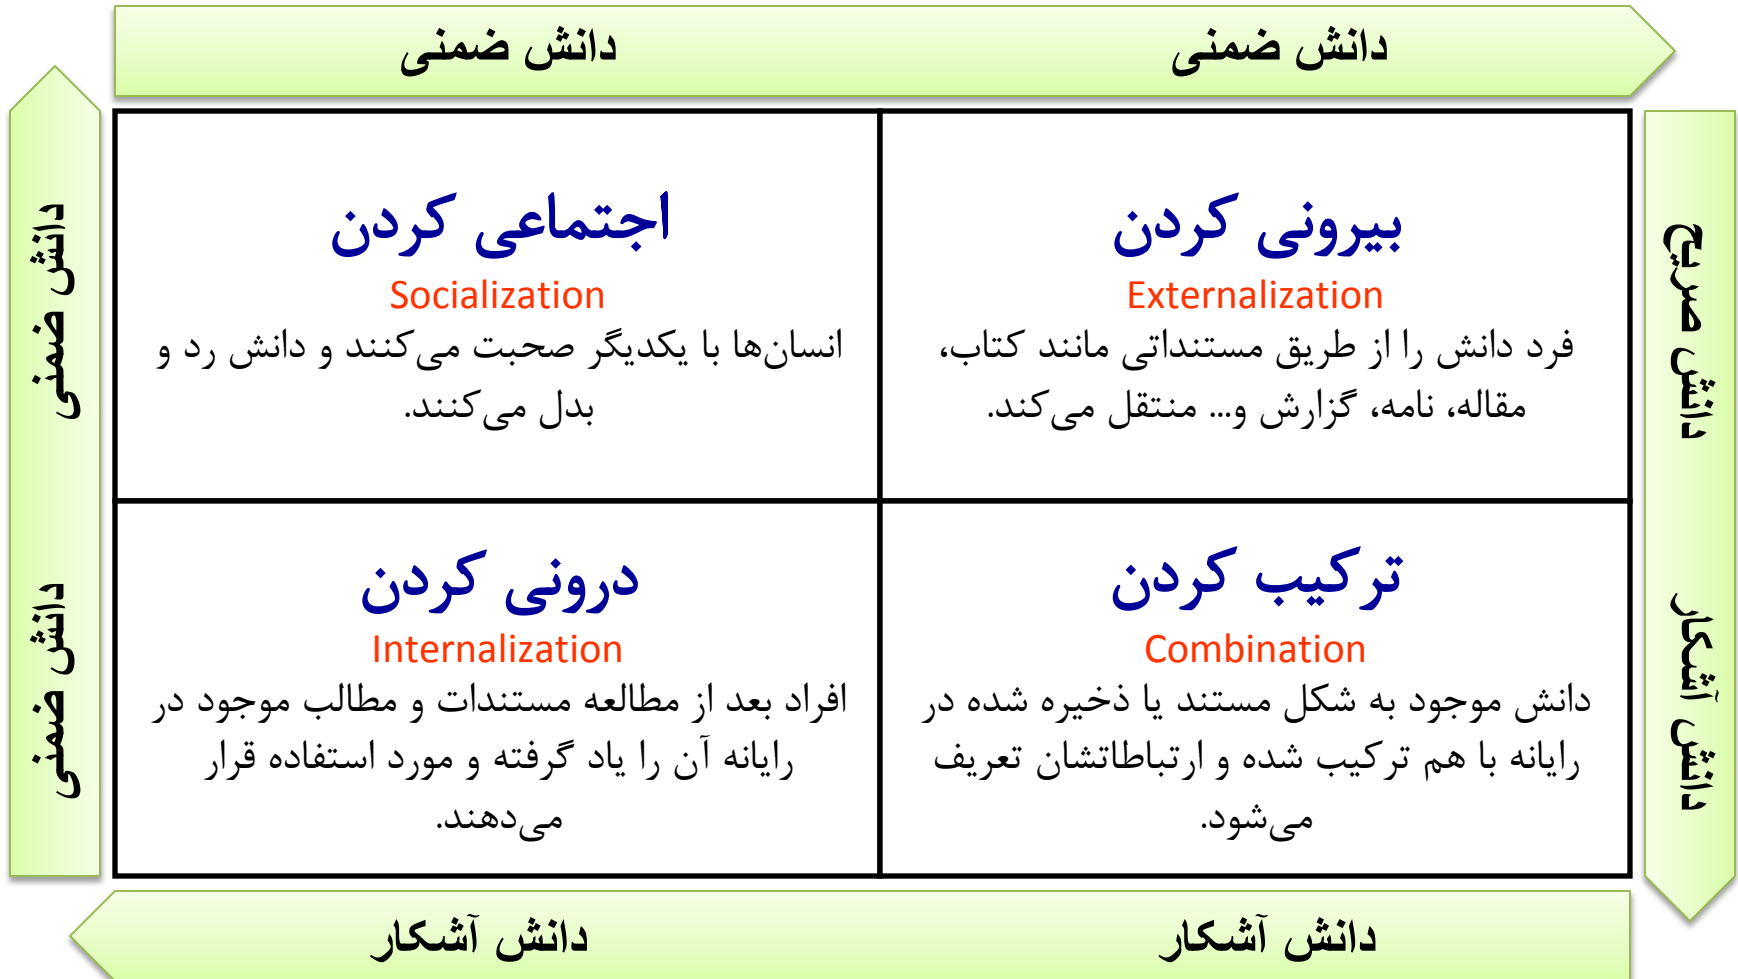 دانش ضمنی
دانش ضمنی
دانش ضمنی
دانش ضمنی
دانش صریح
دانش آشکار
بیرونی کردن
Externalization
فرد دانش را از طریق مستنداتی مانند کتاب،
مقاله، نامه، گزارش و... منتقل می‌کند.
اجتماعی کردن
Socialization
انسان‌ها با یکدیگر صحبت می‌کنند و دانش رد و
بدل می‌کنند.
ترکیب کردن
Combination
دانش موجود به شکل مستند یا ذخیره شده در
رایانه با هم ترکیب شده و ارتباطاتشان تعریف
می‌شود.
درونی کردن
Internalization
افراد بعد از مطالعه مستندات و مطالب موجود در
رایانه آن را یاد گرفته و مورد استفاده قرار
می‌دهند.
دانش آشکار
دانش آشکار